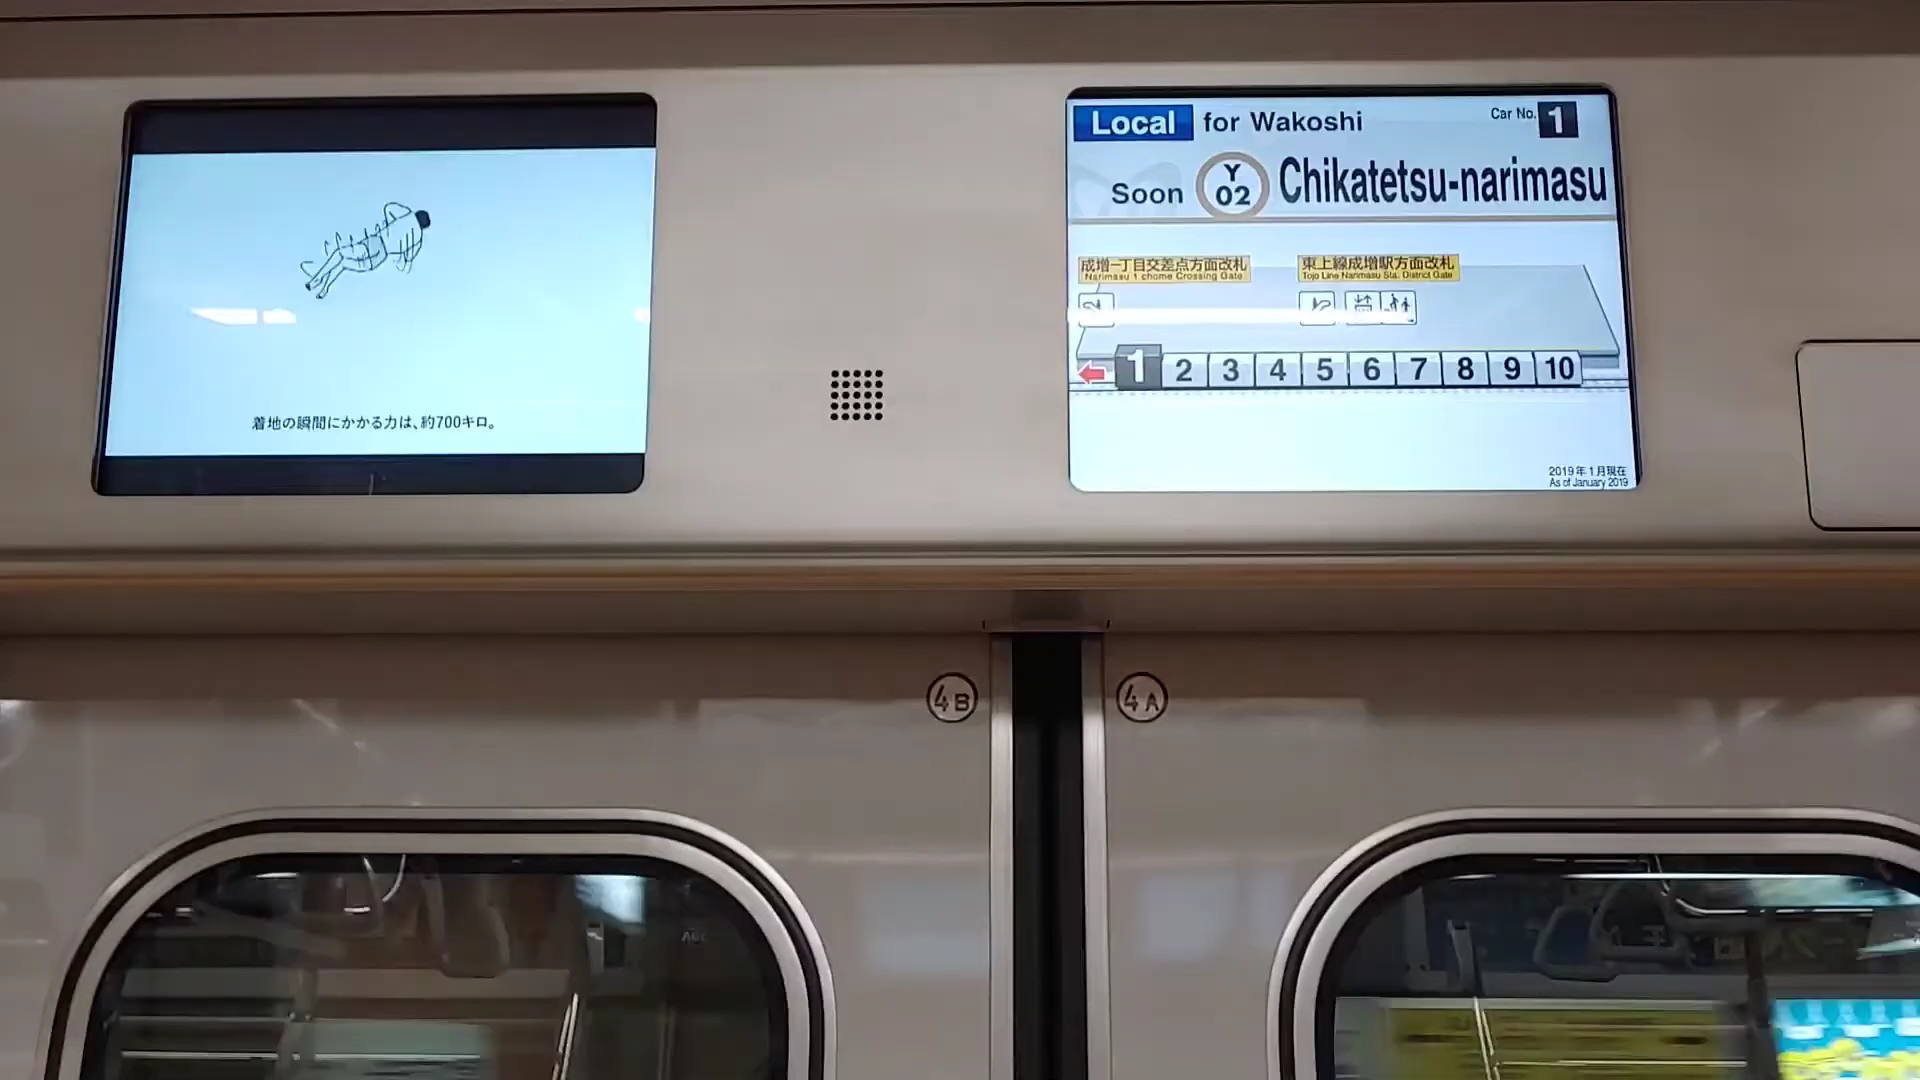 着地の瞬間にかかる力は、約700キロ。
Local for Wakoshi
Car No. 1
Soon Y 02 Chikatetsu-narimasu
成増一丁目交差点方面改札
Narimasu 1 chome Crossing Gate
東上線成増駅方面改札
Tojo Line Narimasu Sta. District Gate
1 2 3 4 5 6 7 8 9 10
2019年1月現在
As of January 2019
4B
4A